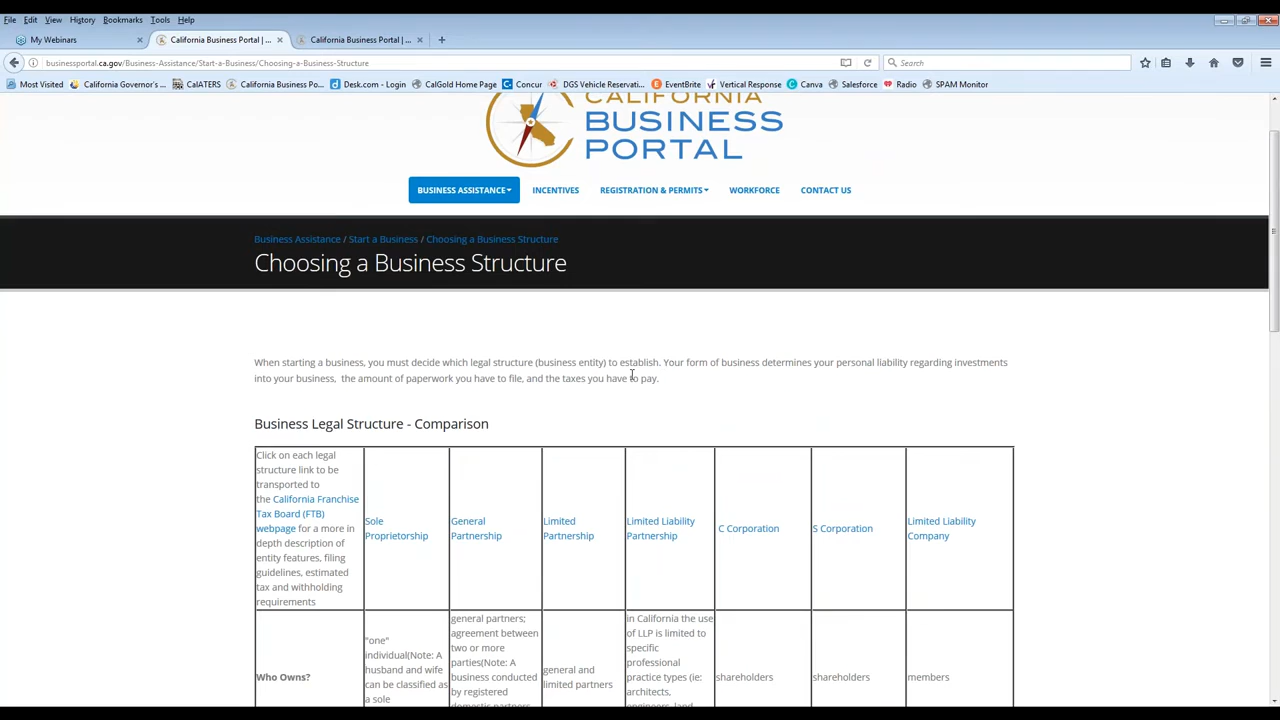 File Edit View History Bookmarks Tools Help
My Webinars × California Business Portal | ... × California Business Portal | ... × +
businessportal.ca.gov/Business-Assistance/Start-a-Business/Choosing-a-Business-Structure Search
Most Visited California Governor's ... CalATERS California Business Po... Desk.com - Login CalGold Home Page Concur DGS Vehicle Reservati... EventBrite Vertical Response Canva Salesforce Radio SPAM Monitor
CALIFORNIA
BUSINESS
PORTAL
BUSINESS ASSISTANCE INCENTIVES REGISTRATION & PERMITS WORKFORCE CONTACT US
Business Assistance / Start a Business / Choosing a Business Structure
Choosing a Business Structure
When starting a business, you must decide which legal structure (business entity) to establish. Your form of business determines your personal liability regarding investments
into your business, the amount of paperwork you have to file, and the taxes you have to pay.
Business Legal Structure - Comparison
Click on each legal
structure link to be
transported to
the California Franchise
Tax Board (FTB)
webpage for a more in
depth description of
entity features, filing
guidelines, estimated
tax and withholding
requirements
Sole
Proprietorship
General
Partnership
Limited
Partnership
Limited Liability
Partnership
C Corporation
S Corporation
Limited Liability
Company
Who Owns?
"one"
individual(Note: A
husband and wife
can be classified as
a sole
general partners;
agreement between
two or more
parties(Note: A
business conducted
by registered
domestic partners
general and
limited partners
in California the use
of LLP is limited to
specific
professional
practice types (ie:
architects,
engineers, land
shareholders
shareholders
members